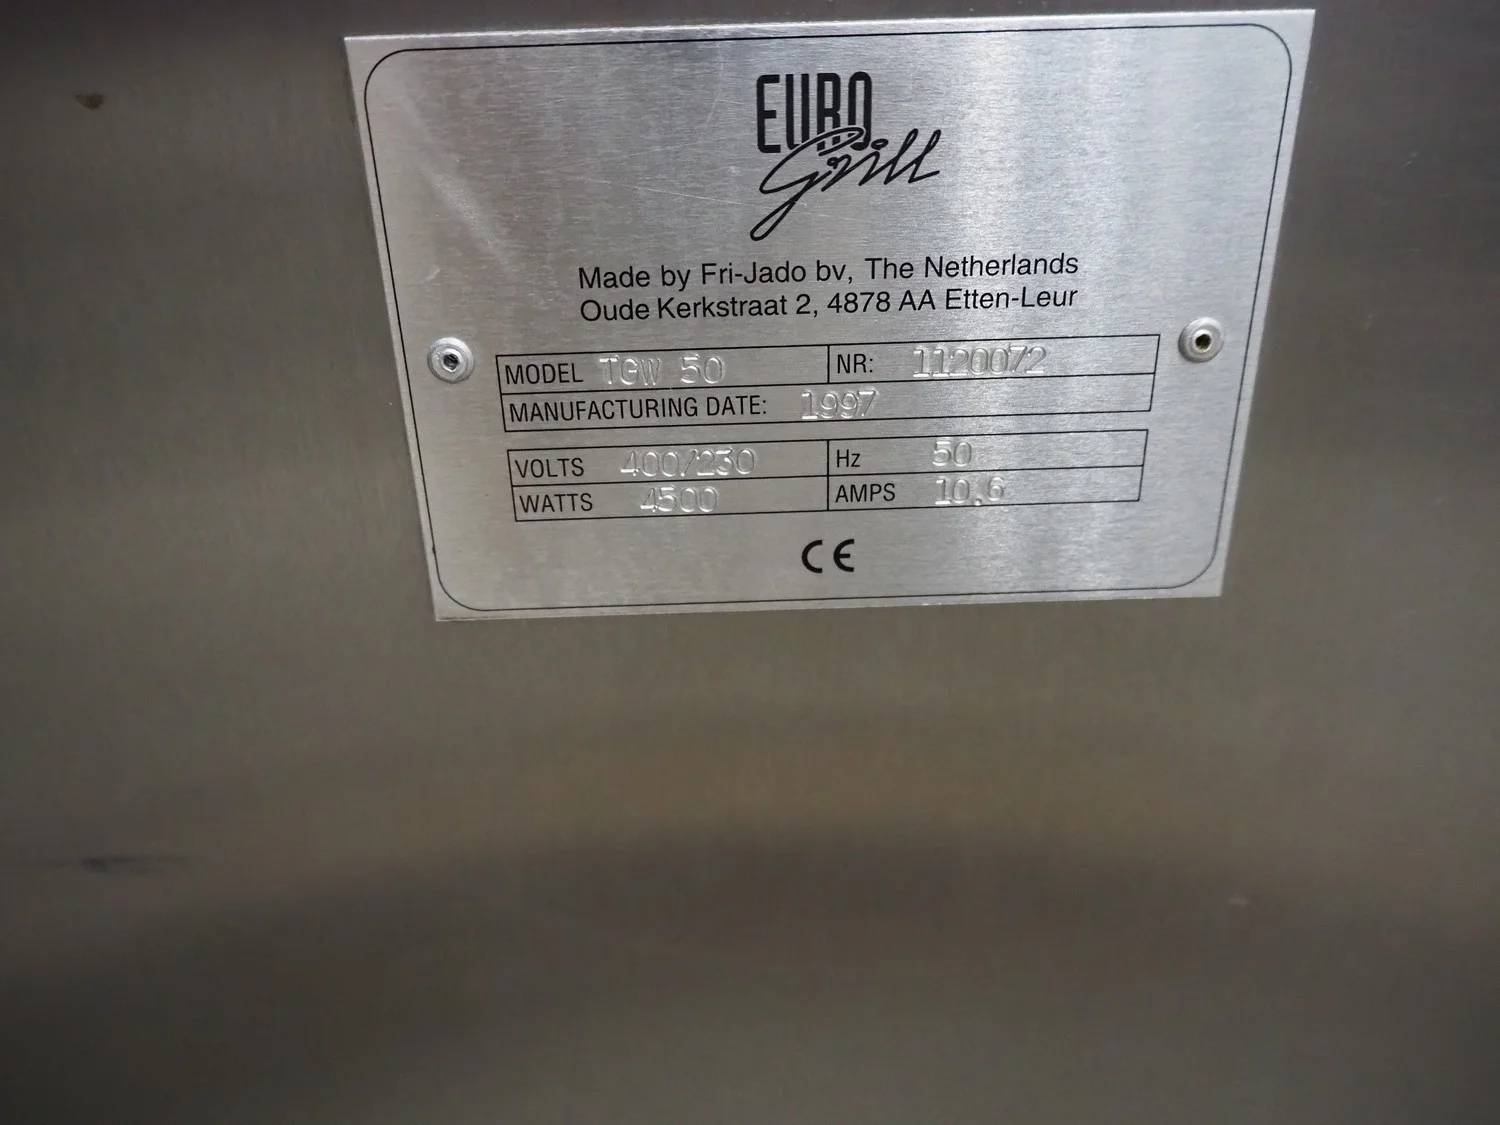 EURO
Grill
Made by Fri-Jado bv, The Netherlands
Oude Kerkstraat 2, 4878 AA Etten-Leur
MODEL TGW 50 NR: 1120072
MANUFACTURING DATE: 1997
VOLTS 400/230 Hz 50
WATTS 4500 AMPS 10.6
CE